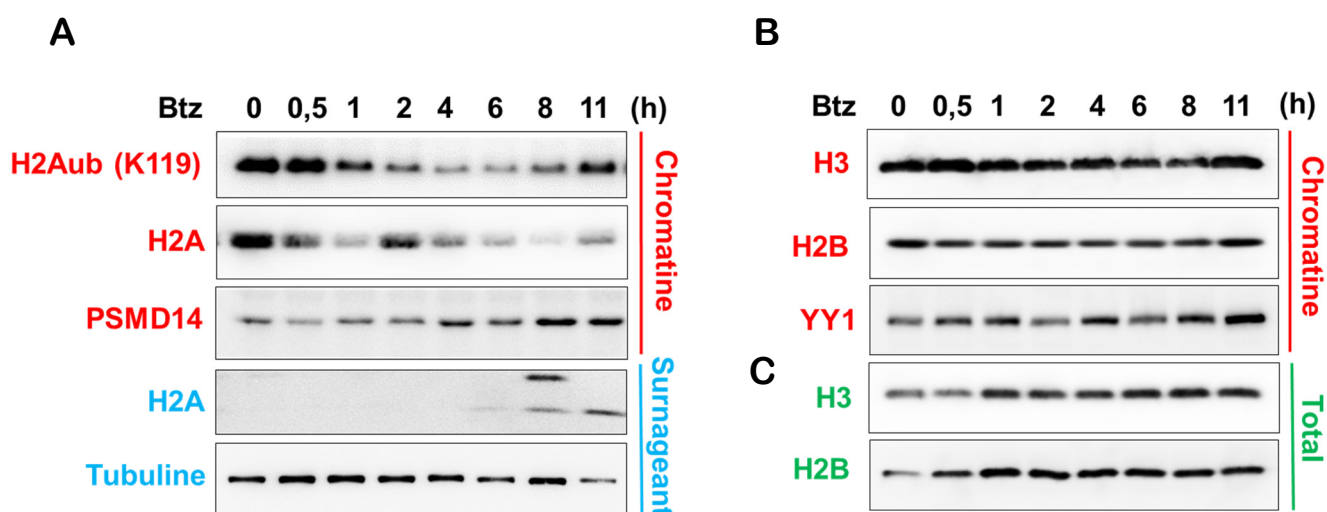 A
Btz 0 0,5 1 2 4 6 8 11 (h)
H2Aub (K119)
H2A
PSMD14
Chromatine
H2A
Tubuline
Surnageant
B
Btz 0 0,5 1 2 4 6 8 11 (h)
H3
H2B
YY1
Chromatine
C
H3
H2B
Total